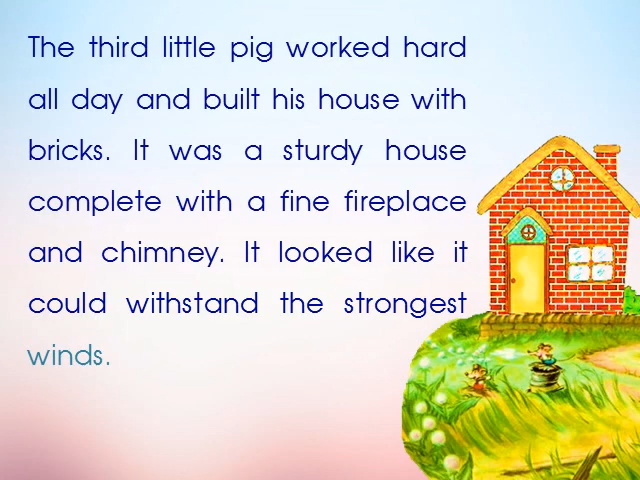 The third little pig worked hard
all day and built his house with
bricks. It was a sturdy house
complete with a fine fireplace
and chimney. It looked like it
could withstand the strongest
winds.